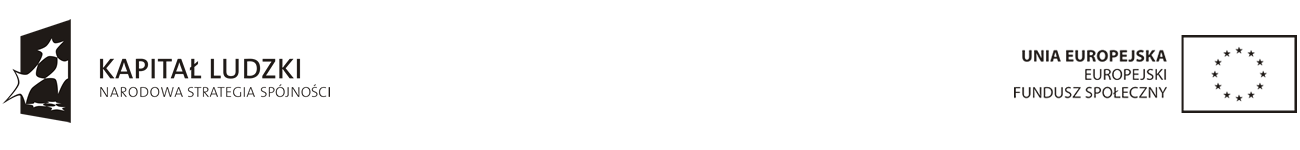 KAPITAŁ LUDZKI
NARODOWA STRATEGIA SPÓJNOŚCI
UNIA EUROPEJSKA
EUROPEJSKI
FUNDUSZ SPOŁECZNY